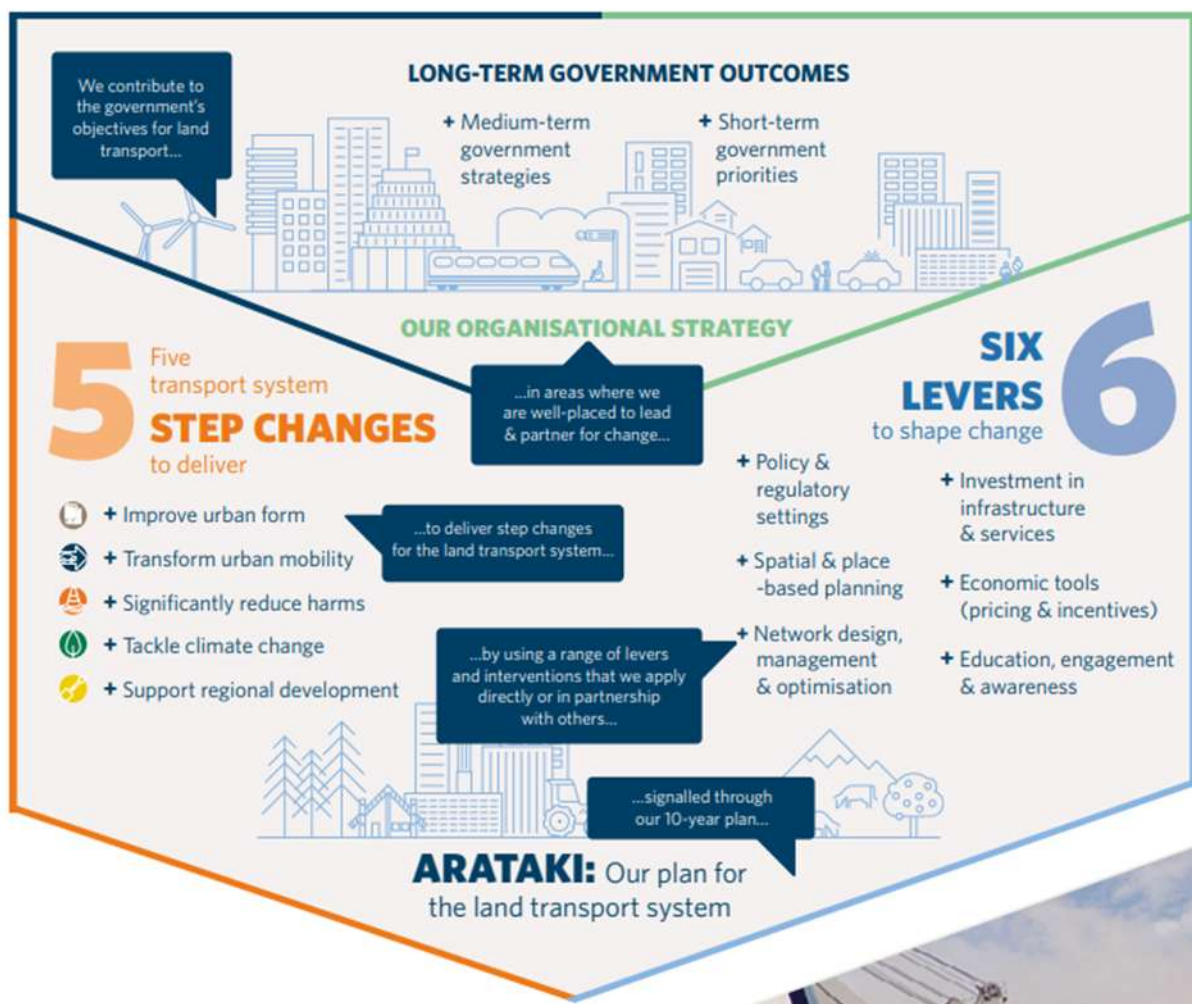 We contribute to
the government's
objectives for land
transport...
LONG-TERM GOVERNMENT OUTCOMES
+ Medium-term
government
strategies
+ Short-term
government
priorities
OUR ORGANISATIONAL STRATEGY
...in areas where we
are well-placed to lead
& partner for change...
5
Five
transport system
STEP CHANGES
to deliver
+ Improve urban form
+ Transform urban mobility
+ Significantly reduce harms
+ Tackle climate change
+ Support regional development
...to deliver step changes
for the land transport system...
SIX
LEVERS
to shape change
6
+ Policy &
regulatory
settings
+ Spatial & place
-based planning
+ Network design,
management
& optimisation
+ Investment in
infrastructure
& services
+ Economic tools
(pricing & incentives)
+ Education, engagement
& awareness
...by using a range of levers
and interventions that we apply
directly or in partnership
with others...
...signalled through
our 10-year plan...
ARATAKI: Our plan for
the land transport system